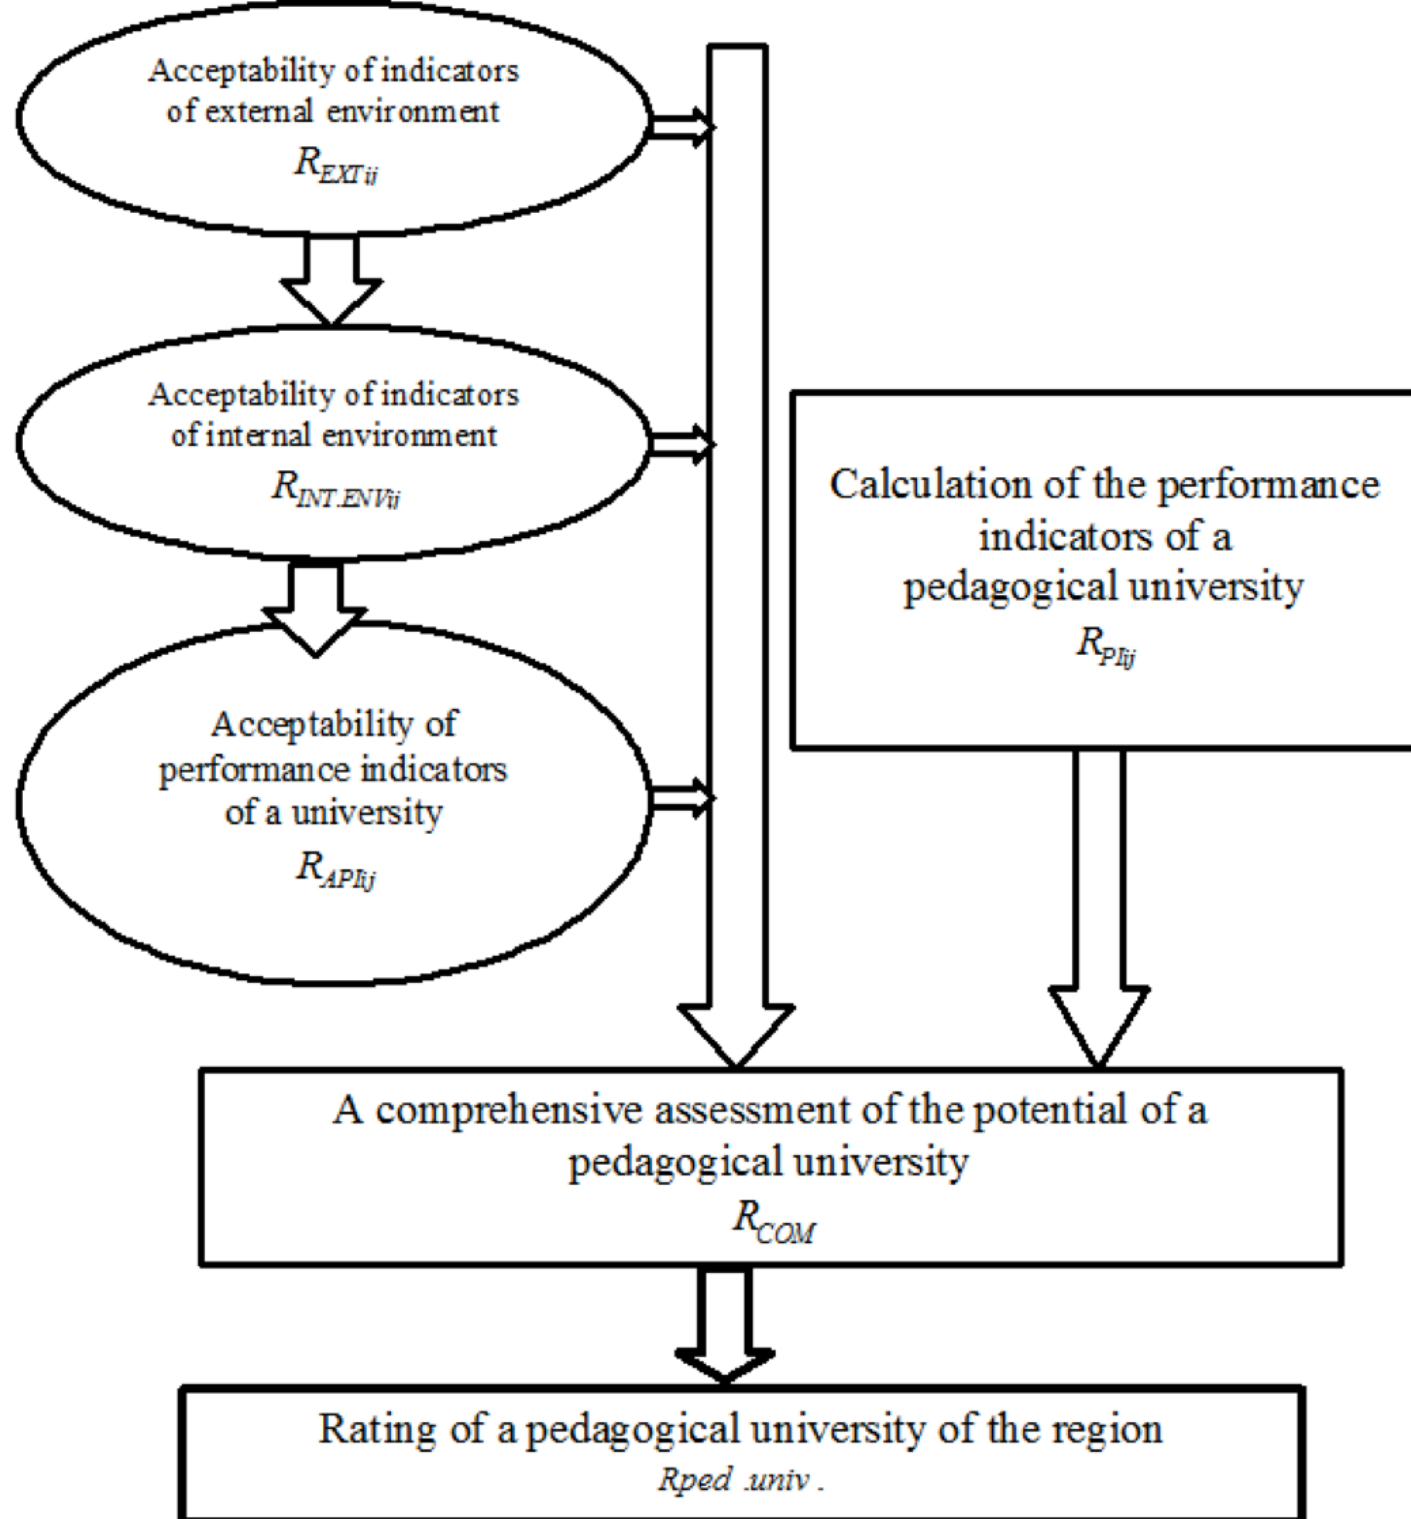 Acceptability of indicators
of external environment
R_EXTij
Acceptability of indicators
of internal environment
R_INT.ENVij
Acceptability of
performance indicators
of a university
R_APIij
Calculation of the performance
indicators of a
pedagogical university
R_PIij
A comprehensive assessment of the potential of a
pedagogical university
R_COM
Rating of a pedagogical university of the region
Rped .univ .